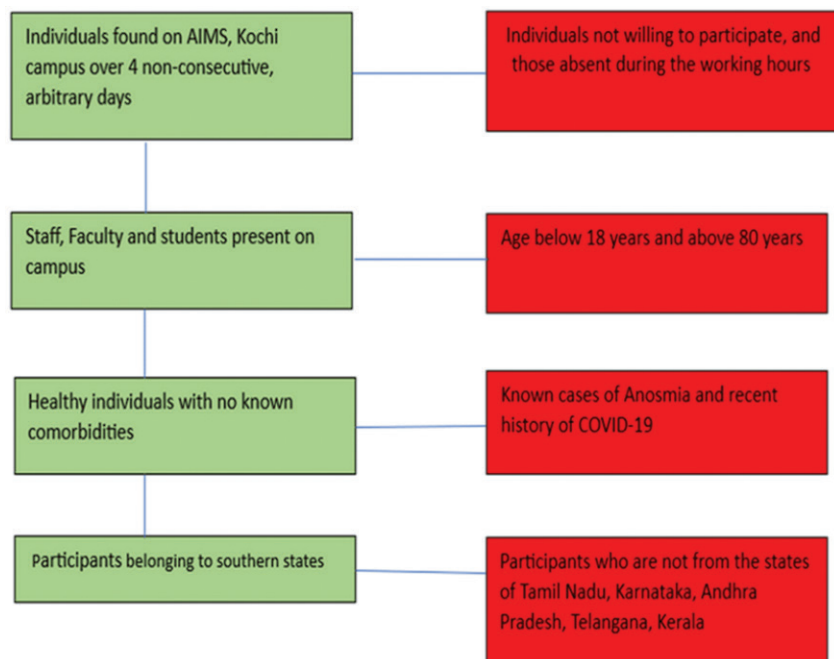 Individuals found on AIMS, Kochi
campus over 4 non-consecutive,
arbitrary days
Individuals not willing to participate, and
those absent during the working hours
Staff, Faculty and students present on
campus
Age below 18 years and above 80 years
Healthy individuals with no known
comorbidities
Known cases of Anosmia and recent
history of COVID-19
Participants belonging to southern states
Participants who are not from the states
of Tamil Nadu, Karnataka, Andhra
Pradesh, Telangana, Kerala